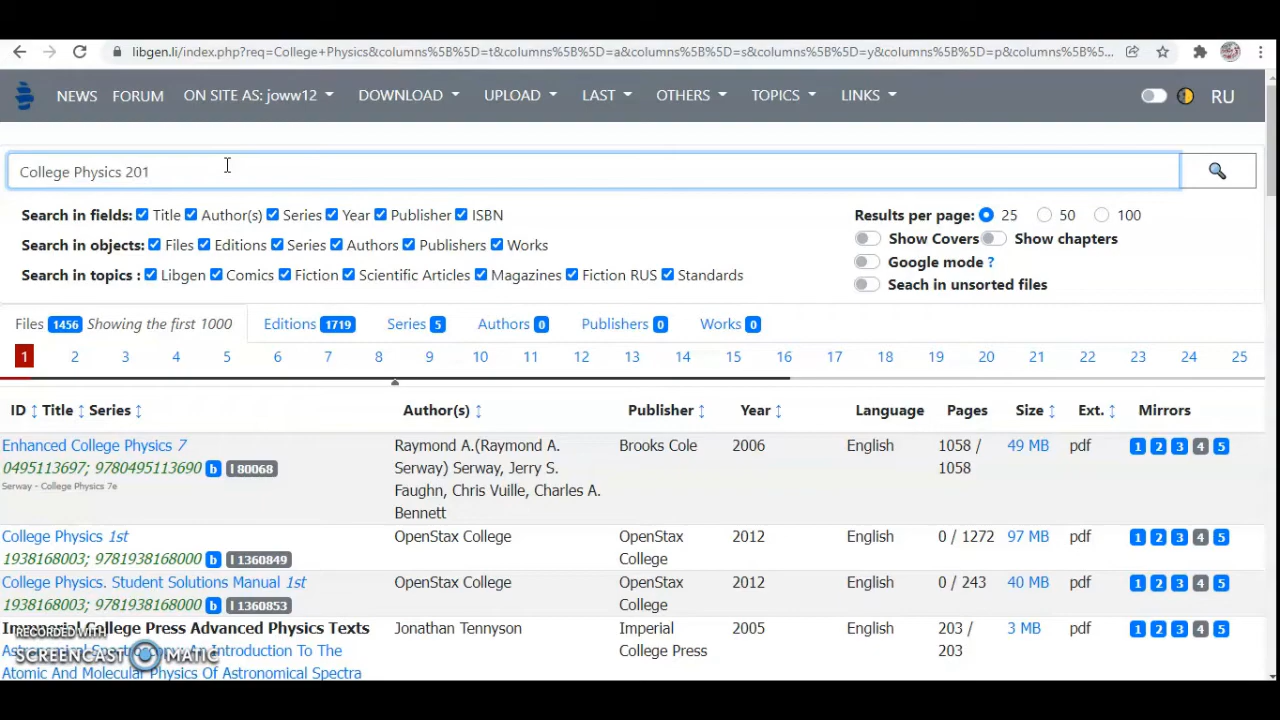 libgen.li/index.php?req=College+Physics&columns%5B%5D=t&columns%5B%5D=a&columns%5B%5D=s&columns%5B%5D=y&columns%5B%5D=p&columns%5B%5...
NEWS FORUM ON SITE AS: joww12 DOWNLOAD UPLOAD LAST OTHERS TOPICS LINKS RU
College Physics 201
Search in fields: Title Author(s) Series Year Publisher ISBN
Results per page: 25 50 100
Search in objects: Files Editions Series Authors Publishers Works
Show Covers Show chapters
Google mode ?
Search in topics : Libgen Comics Fiction Scientific Articles Magazines Fiction RUS Standards
Seach in unsorted files
Files 1456 Showing the first 1000 Editions 1719 Series 5 Authors 0 Publishers 0 Works 0
1 2 3 4 5 6 7 8 9 10 11 12 13 14 15 16 17 18 19 20 21 22 23 24 25
ID Title Series Author(s) Publisher Year Language Pages Size Ext. Mirrors
Enhanced College Physics 7
0495113697; 9780495113690 b l 80068
Serway - College Physics 7e
Raymond A.(Raymond A.
Serway) Serway, Jerry S.
Faughn, Chris Vuille, Charles A.
Bennett
Brooks Cole 2006 English 1058 /
1058
49 MB pdf 1 2 3 4 5
College Physics 1st
1938168003; 9781938168000 b l 1360849
OpenStax College OpenStax
College
2012 English 0 / 1272 97 MB pdf 1 2 3 4 5
College Physics. Student Solutions Manual 1st
1938168003; 9781938168000 b l 1360853
OpenStax College OpenStax
College
2012 English 0 / 243 40 MB pdf 1 2 3 4 5
College Press Advanced Physics Texts
An Introduction To The
Atomic And Molecular Physics Of Astronomical Spectra
Jonathan Tennyson Imperial
College Press
2005 English 203 /
203
3 MB pdf 1 2 3 4 5
RECORDED WITH
SCREENCAST MATIC